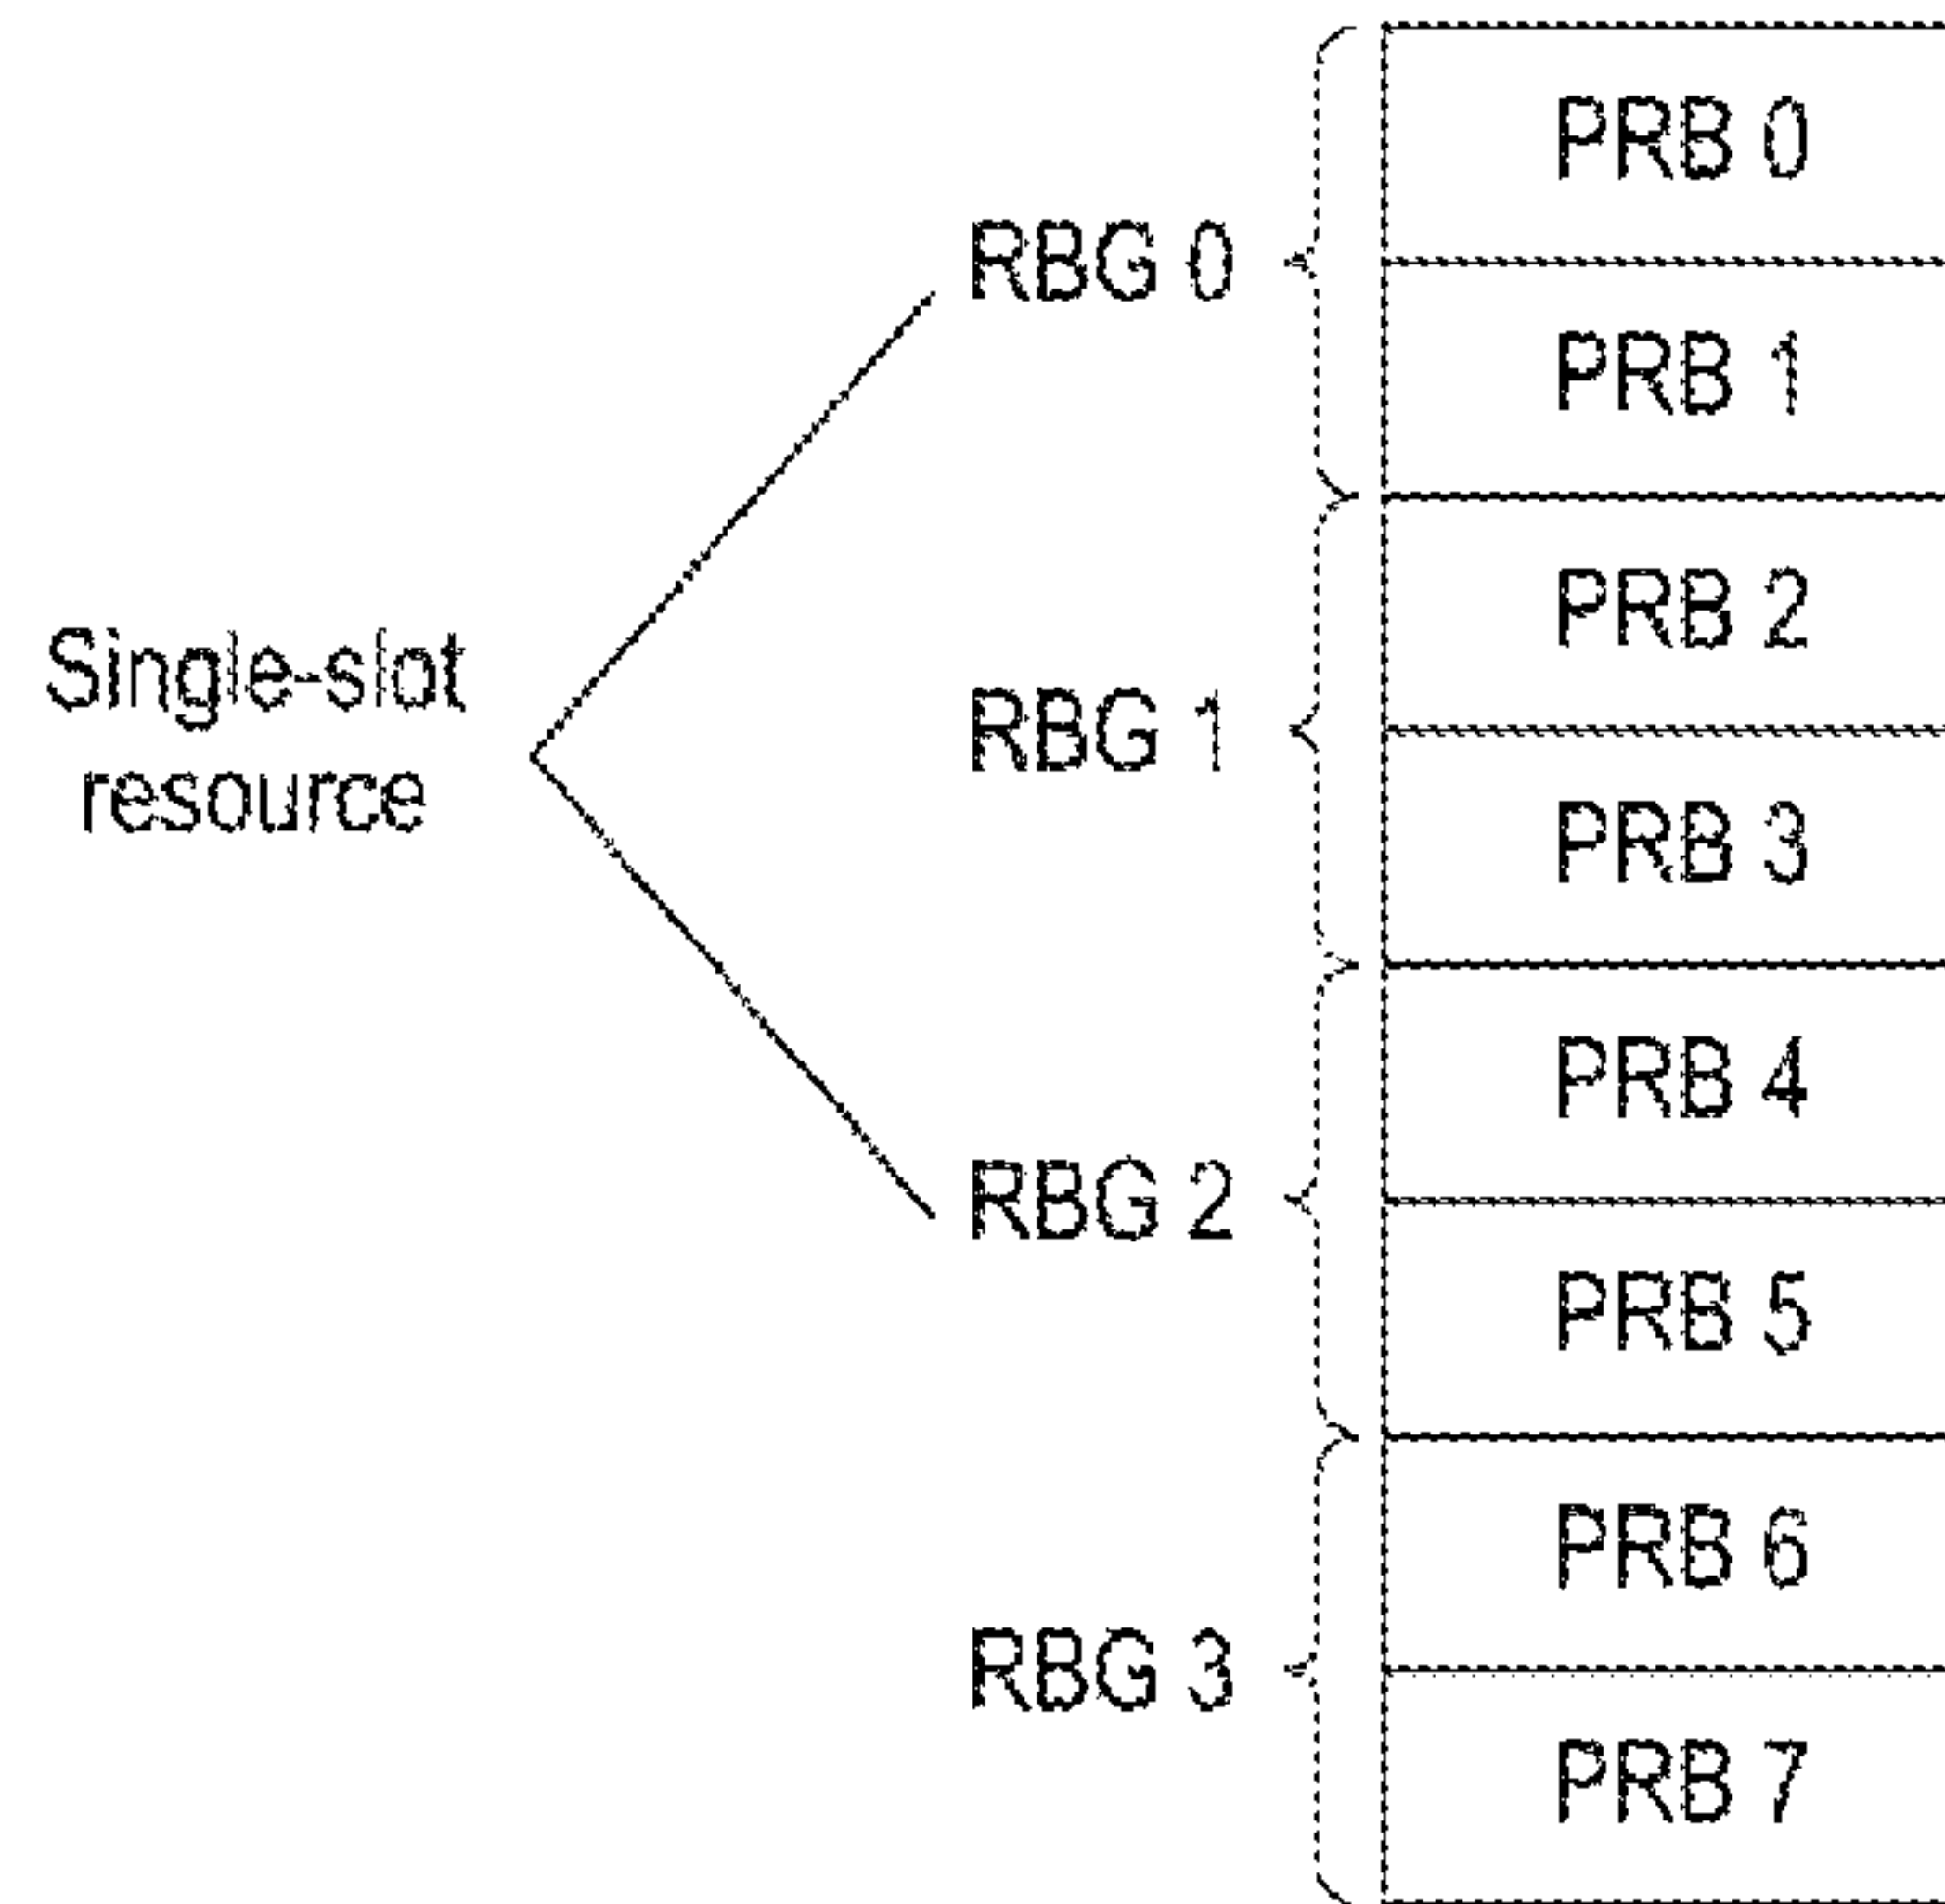 Single-slot
resource
RBG 0
RBG 1
RBG 2
RBG 3
PRB 0
PRB 1
PRB 2
PRB 3
PRB 4
PRB 5
PRB 6
PRB 7